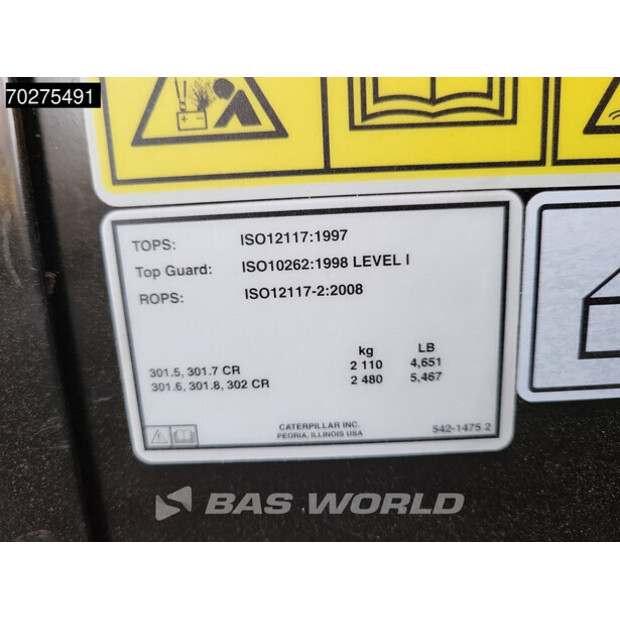 70275491
TOPS: ISO12117:1997
Top Guard: ISO10262:1998 LEVEL I
ROPS: ISO12117-2:2008
kg LB
301.5, 301.7 CR 2 110 4,651
301.6, 301.8, 302 CR 2 480 5,467
CATERPILLAR INC.
PEORIA, ILLINOIS USA
542-1475 2
BAS WORLD